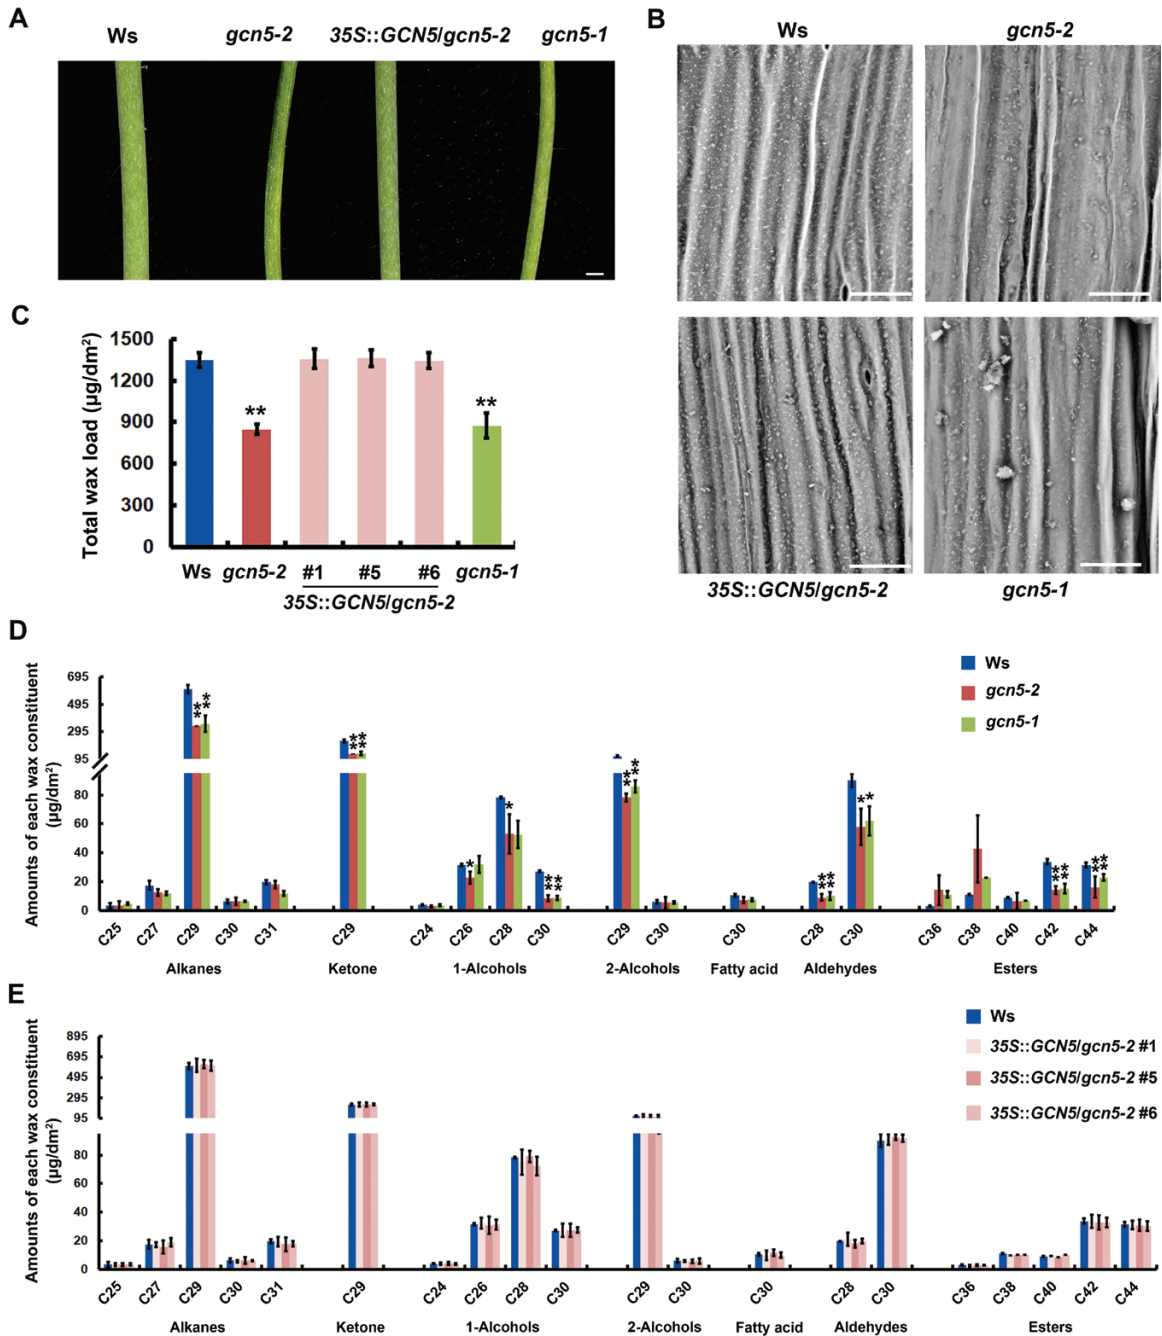 A
Ws gcn5-2 35S::GCN5/gcn5-2 gcn5-1
B
Ws gcn5-2
35S::GCN5/gcn5-2 gcn5-1
C
Total wax load (µg/dm²)
1500
1200
900
600
300
0
** **
Ws gcn5-2 #1 #5 #6 gcn5-1
35S::GCN5/gcn5-2
D
Amounts of each wax constituent
(µg/dm²)
695
495
295
95
80
60
40
20
0
Ws
gcn5-2
gcn5-1
C25 C27 C29 C30 C31 C29 C24 C26 C28 C30 C29 C30 C30 C28 C30 C36 C38 C40 C42 C44
Alkanes Ketone 1-Alcohols 2-Alcohols Fatty acid Aldehydes Esters
E
Amounts of each wax constituent
(µg/dm²)
895
695
495
295
95
80
60
40
20
0
Ws
35S::GCN5/gcn5-2 #1
35S::GCN5/gcn5-2 #5
35S::GCN5/gcn5-2 #6
C25 C27 C29 C30 C31 C29 C24 C26 C28 C30 C29 C30 C30 C28 C30 C36 C38 C40 C42 C44
Alkanes Ketone 1-Alcohols 2-Alcohols Fatty acid Aldehydes Esters